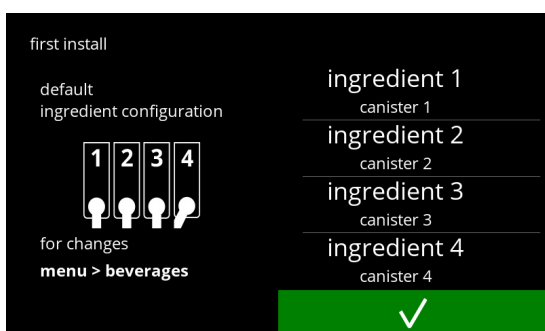 first install
default
ingredient configuration
1 2 3 4
for changes
menu > beverages
ingredient 1
canister 1
ingredient 2
canister 2
ingredient 3
canister 3
ingredient 4
canister 4